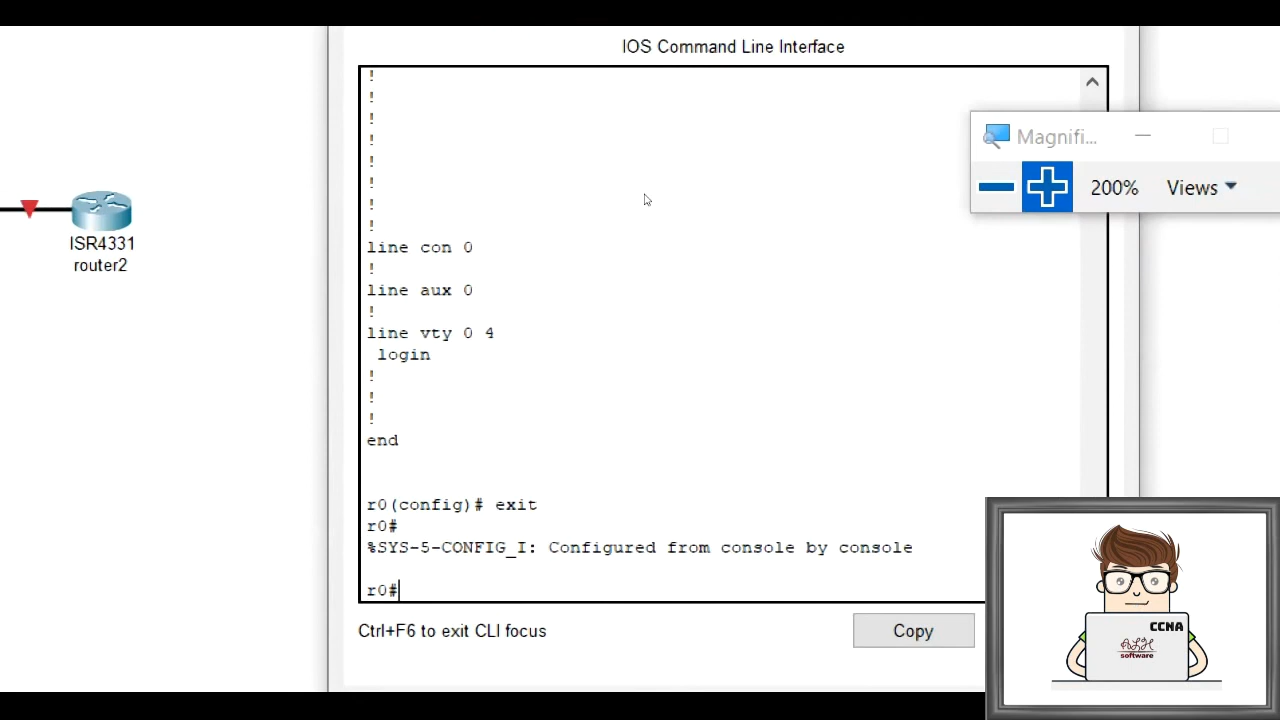 IOS Command Line Interface
!
!
!
!
!
!
!
!
line con 0
!
line aux 0
!
line vty 0 4
login
!
!
!
end
r0(config)# exit
r0#
%SYS-5-CONFIG_I: Configured from console by console
r0#
Ctrl+F6 to exit CLI focus
Copy
ISR4331
router2
Magnifi...
200%
Views
CCNA
ALH
software